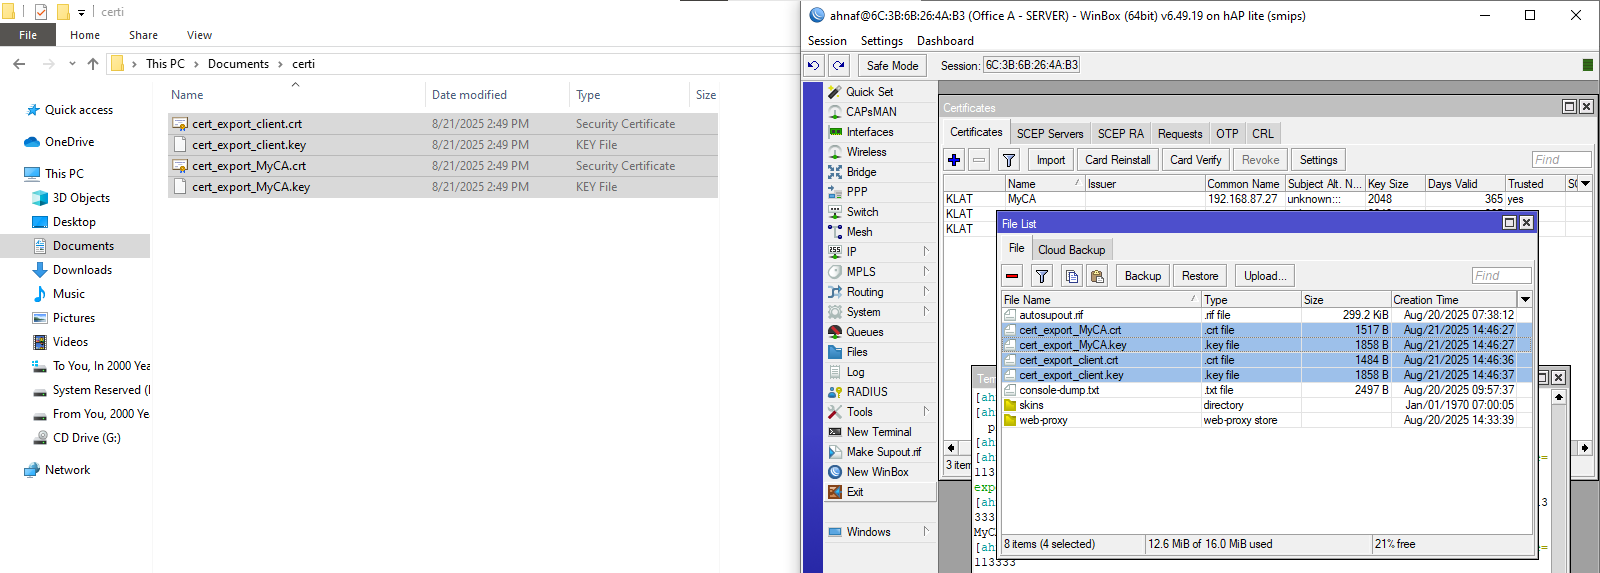 certi
File Home Share View
This PC > Documents > certi
Name Date modified Type Size
cert_export_client.crt 8/21/2025 2:49 PM Security Certificate
cert_export_client.key 8/21/2025 2:49 PM KEY File
cert_export_MyCA.crt 8/21/2025 2:49 PM Security Certificate
cert_export_MyCA.key 8/21/2025 2:49 PM KEY File
Quick access
OneDrive
This PC
3D Objects
Desktop
Documents
Downloads
Music
Pictures
Videos
To You, In 2000 Yea
System Reserved (
From You, 2000 Ye
CD Drive (G:)
Network
ahnaf@6C:3B:6B:26:4A:B3 (Office A - SERVER) - WinBox (64bit) v6.49.19 on hAP lite (smips)
Session Settings Dashboard
Safe Mode Session: 6C:3B:6B:26:4A:B3
Quick Set
CAPsMAN
Interfaces
Wireless
Bridge
PPP
Switch
Mesh
IP
MPLS
Routing
System
Queues
Files
Log
RADIUS
Tools
New Terminal
Make Supout.rif
New WinBox
Exit
Windows
Certificates
Certificates SCEP Servers SCEP RA Requests OTP CRL
Import Card Reinstall Card Verify Revoke Settings Find
Name Issuer Common Name Subject Alt. N... Key Size Days Valid Trusted SC
KLAT MyCA 192.168.87.27 unknown::: 2048 365 yes
KLAT
KLAT
3 item
File List
File Cloud Backup
Backup Restore Upload... Find
File Name Type Size Creation Time
autosupout.rif .rif file 299.2 KiB Aug/20/2025 07:38:12
cert_export_MyCA.crt .crt file 1517 B Aug/21/2025 14:46:27
cert_export_MyCA.key .key file 1858 B Aug/21/2025 14:46:27
cert_export_client.crt .crt file 1484 B Aug/21/2025 14:46:36
cert_export_client.key .key file 1858 B Aug/21/2025 14:46:37
console-dump.txt .txt file 2497 B Aug/20/2025 09:57:37
skins directory Jan/01/1970 07:00:05
web-proxy web-proxy store Aug/20/2025 14:33:39
8 items (4 selected) 12.6 MiB of 16.0 MiB used 21% free
Ter
[ah
[ah
p
[ah
[ah =
113
exp
[ah 13
333
MyC
[ah =
113333